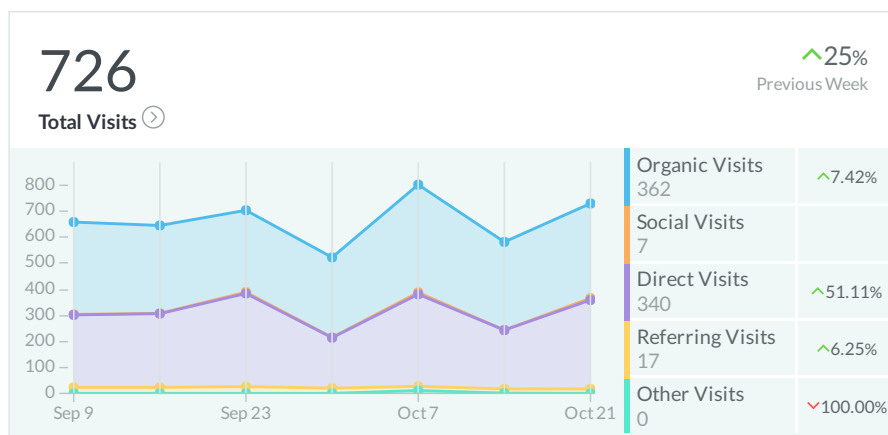 726
25%
Previous Week
Total Visits
800
700
600
500
400
300
200
100
0
Sep 9
Sep 23
Oct 7
Oct 21
Organic Visits
362
7.42%
Social Visits
7
Direct Visits
340
51.11%
Referring Visits
17
6.25%
Other Visits
0
100.00%